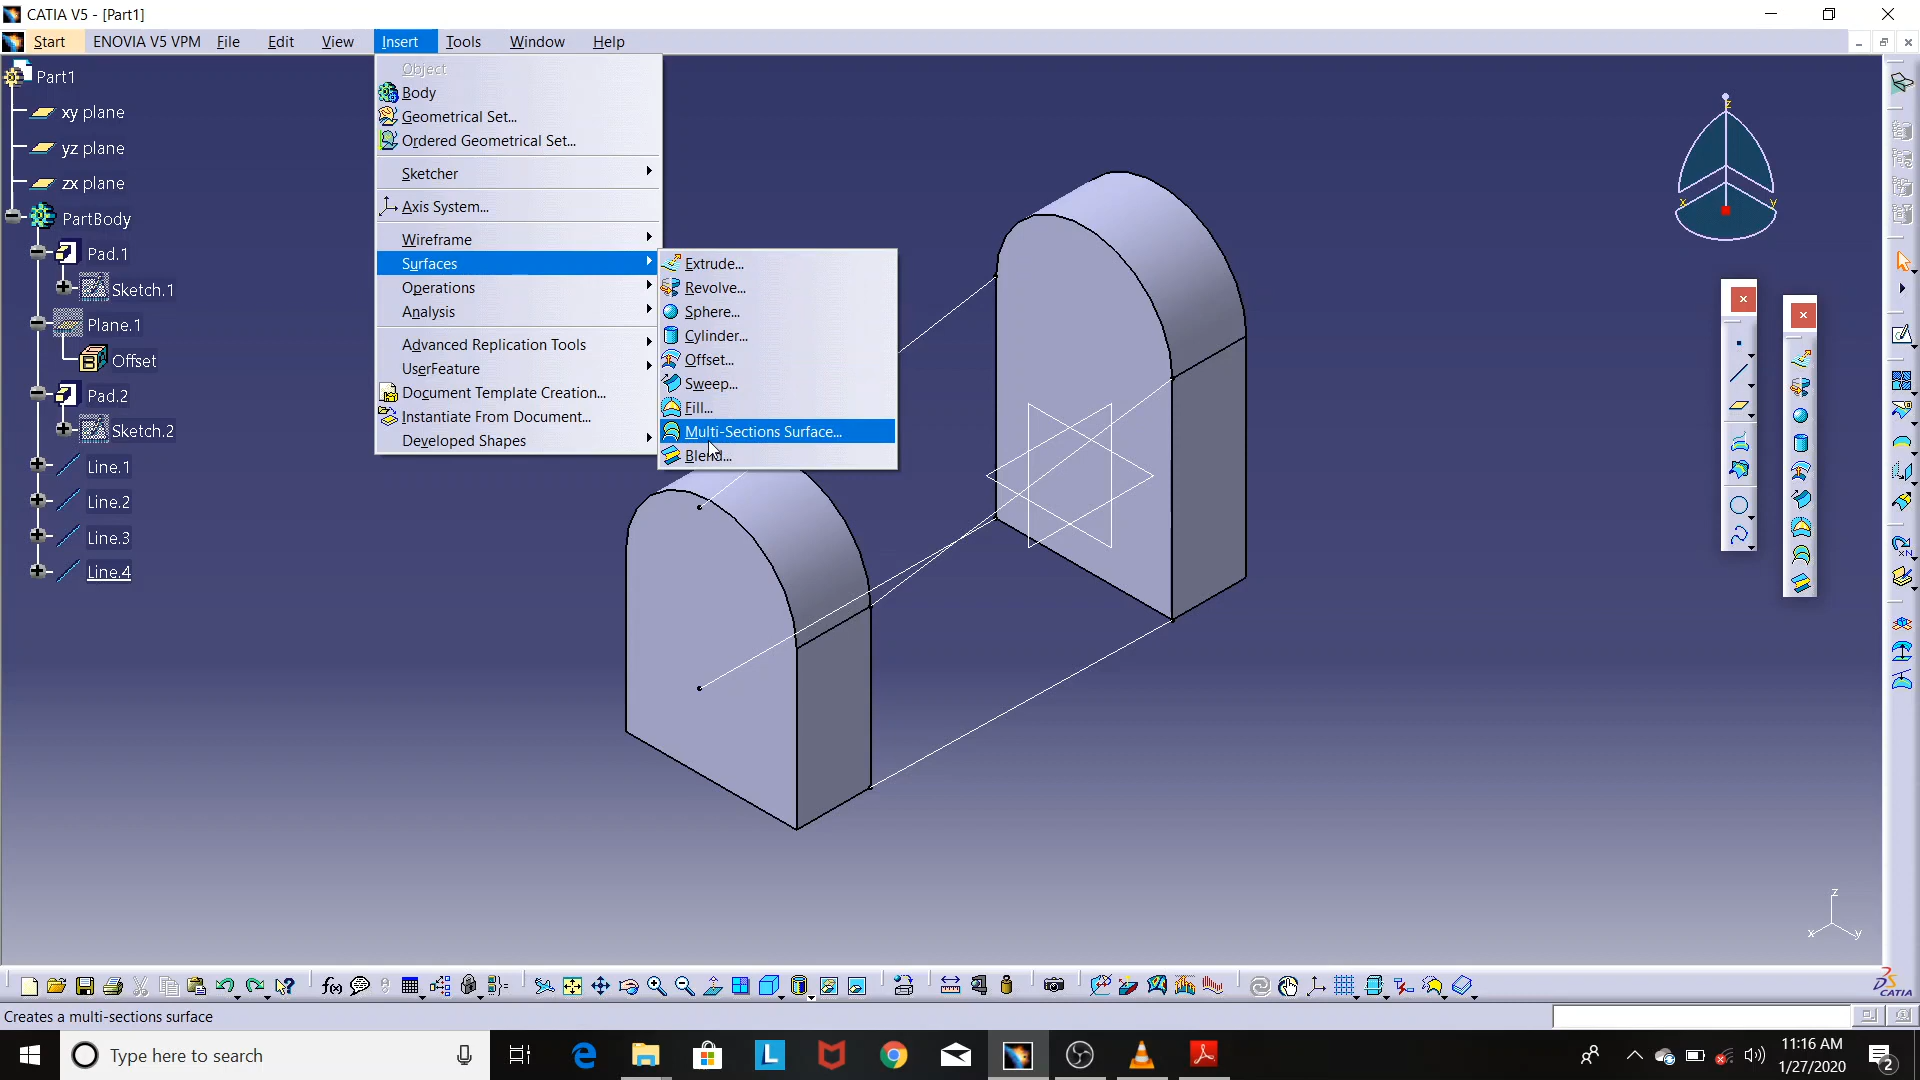 CATIA V5 - [Part1]
Start
ENOVIA V5 VPM
File
Edit
View
Insert
Tools
Window
Help
Part1
xy plane
yz plane
zx plane
PartBody
Pad.1
Sketch.1
Plane.1
Offset
Pad.2
Sketch.2
Line.1
Line.2
Line.3
Line.4
Object
Body
Geometrical Set...
Ordered Geometrical Set...
Sketcher
Axis System...
Wireframe
Surfaces
Operations
Analysis
Advanced Replication Tools
UserFeature
Document Template Creation...
Instantiate From Document...
Developed Shapes
Extrude...
Revolve...
Sphere...
Cylinder...
Offset...
Sweep...
Fill...
Multi-Sections Surface...
Blend...
z
x
y
z
x
y
CATIA
Creates a multi-sections surface
Type here to search
11:16 AM
1/27/2020
2